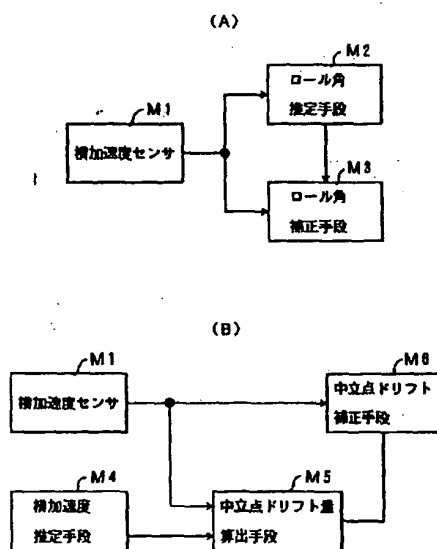 (A)
M2
ロール角
推定手段
M1
横加速度センサ
M3
ロール角
補正手段
(B)
M1
横加速度センサ
M6
中立点ドリフト
補正手段
M4
横加速度
推定手段
M5
中立点ドリフト量
算出手段